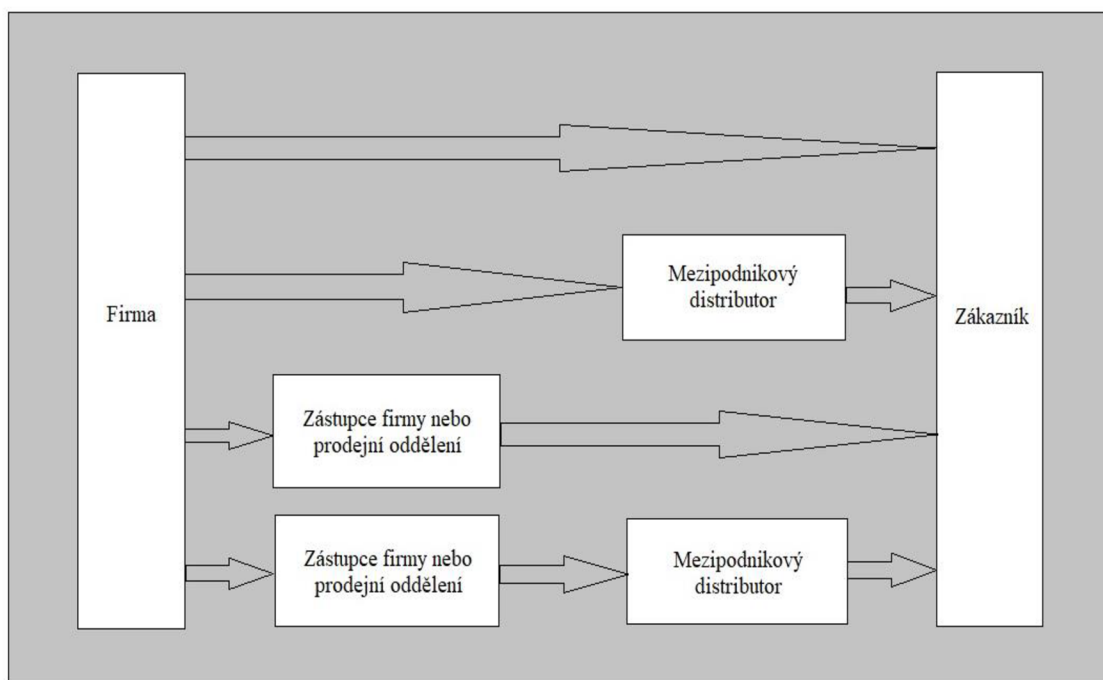 Firma
Mezipodnikový
distributor
Zákazník
Zástupce firmy nebo
prodejní oddělení
Zástupce firmy nebo
prodejní oddělení
Mezipodnikový
distributor